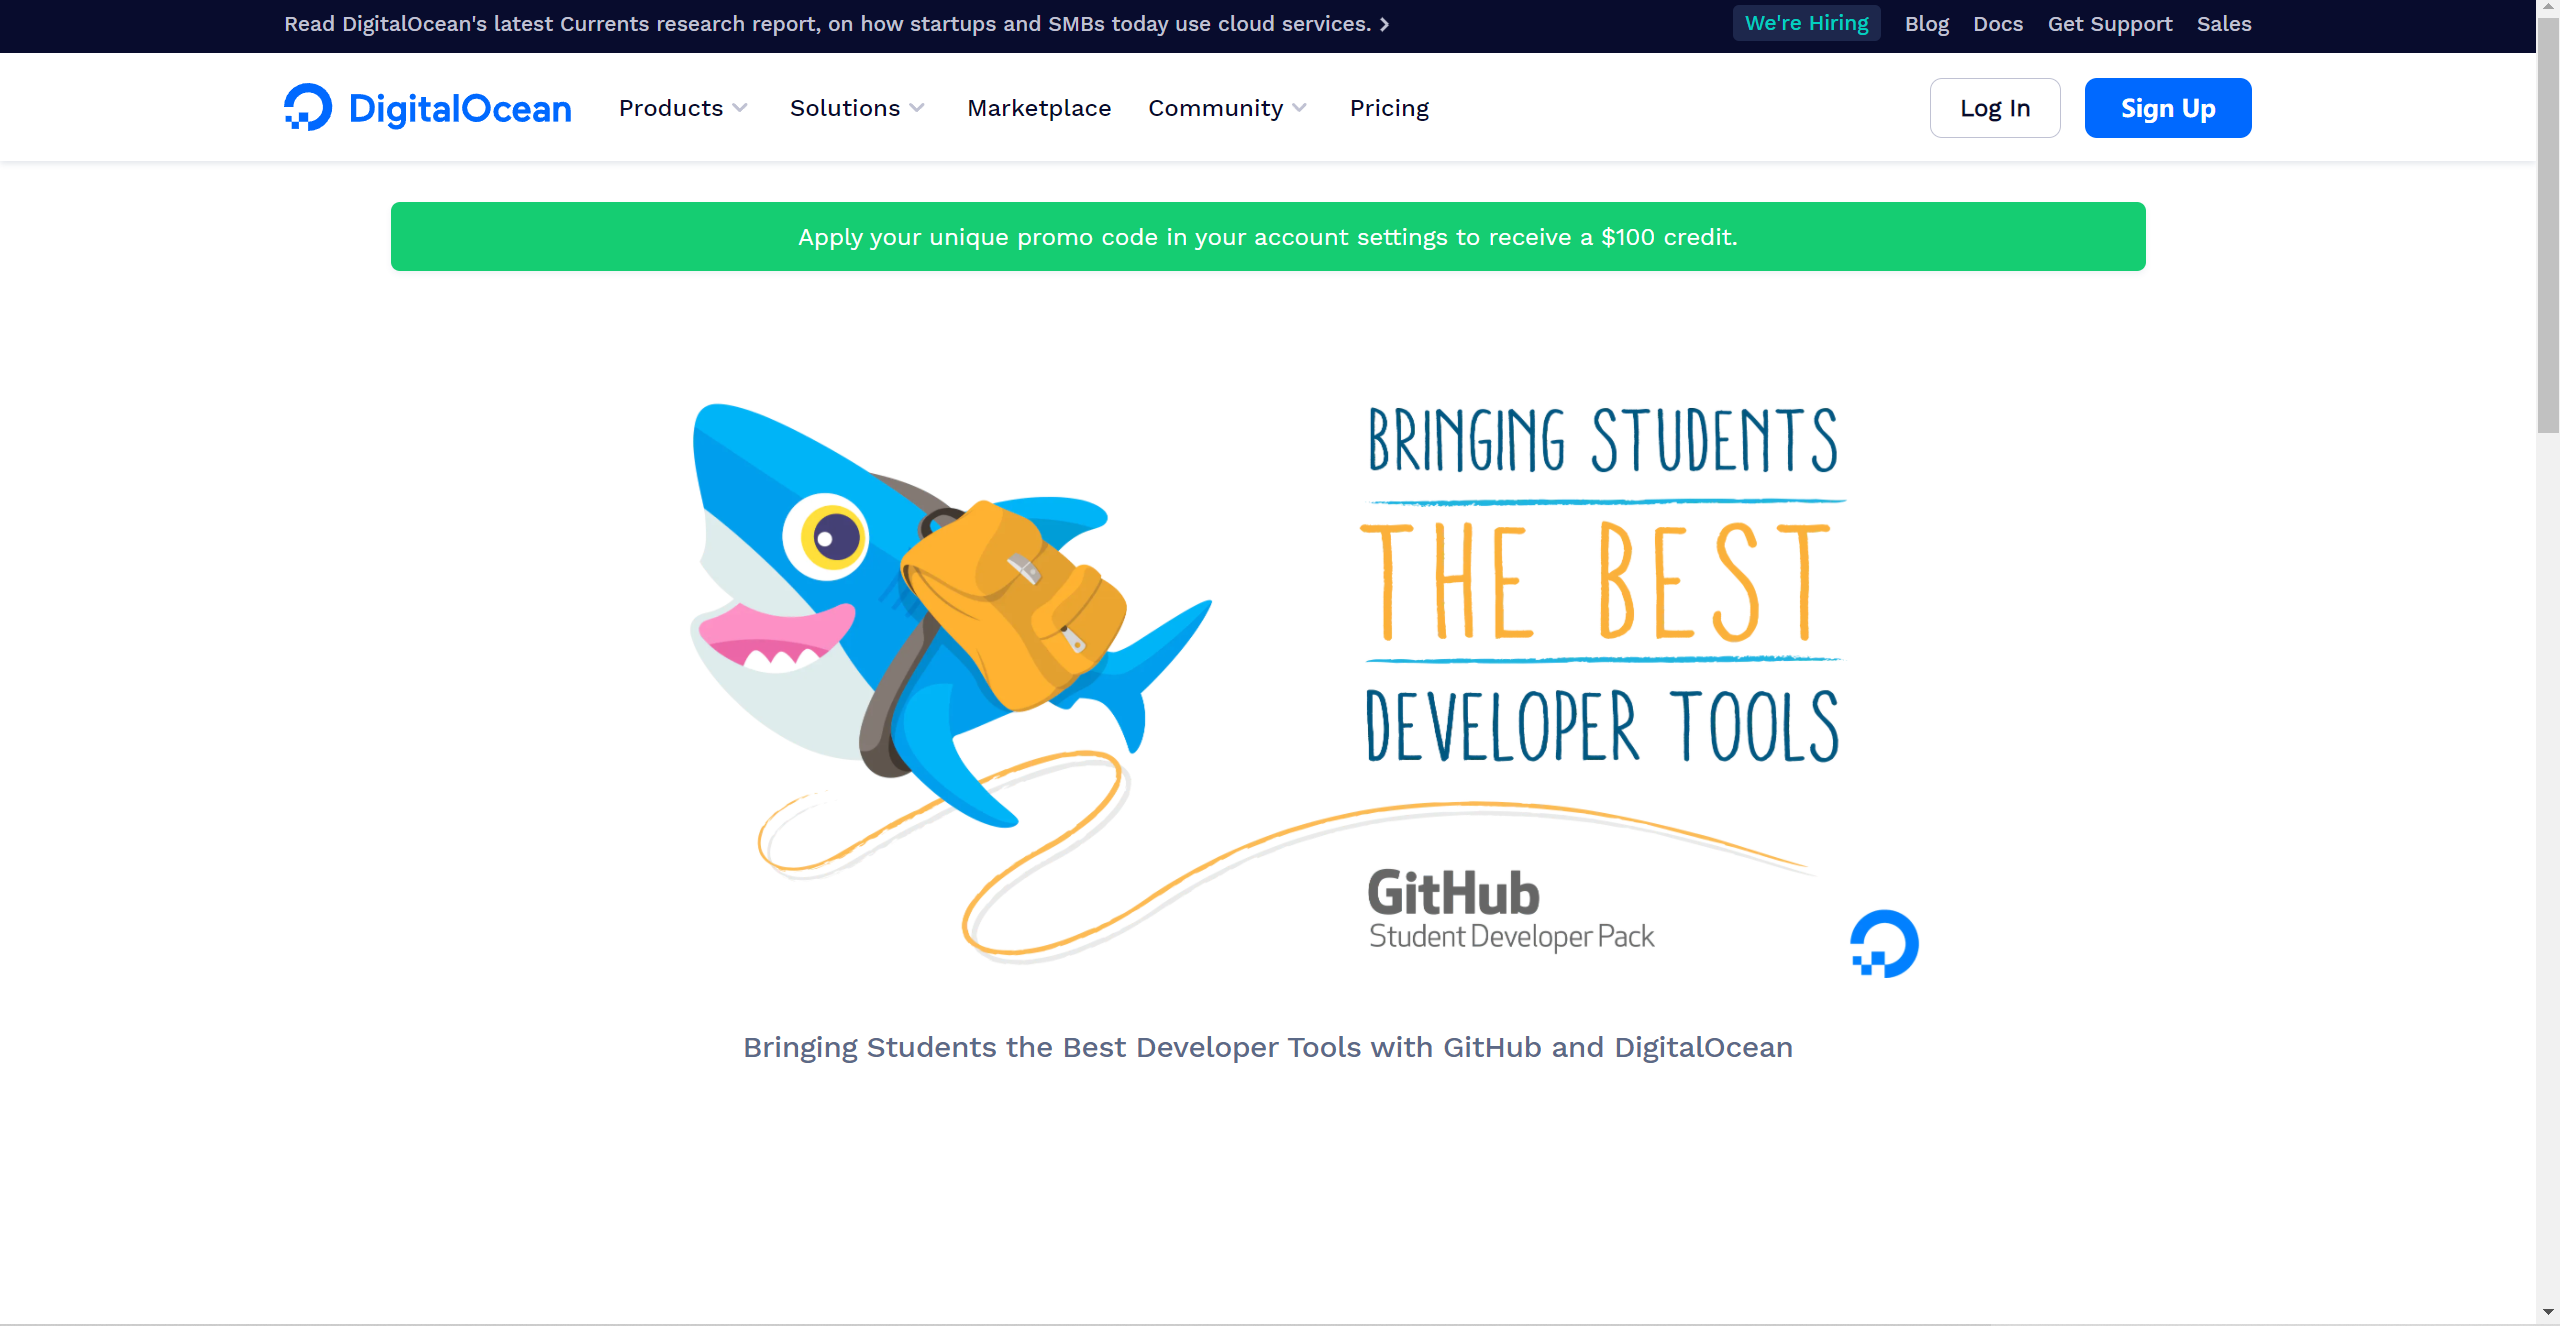 Read DigitalOcean's latest Currents research report, on how startups and SMBs today use cloud services.
We're Hiring Blog Docs Get Support Sales
DigitalOcean Products Solutions Marketplace Community Pricing Log In Sign Up
Apply your unique promo code in your account settings to receive a $100 credit.
BRINGING STUDENTS
THE BEST
DEVELOPER TOOLS
GitHub
Student Developer Pack
Bringing Students the Best Developer Tools with GitHub and DigitalOcean